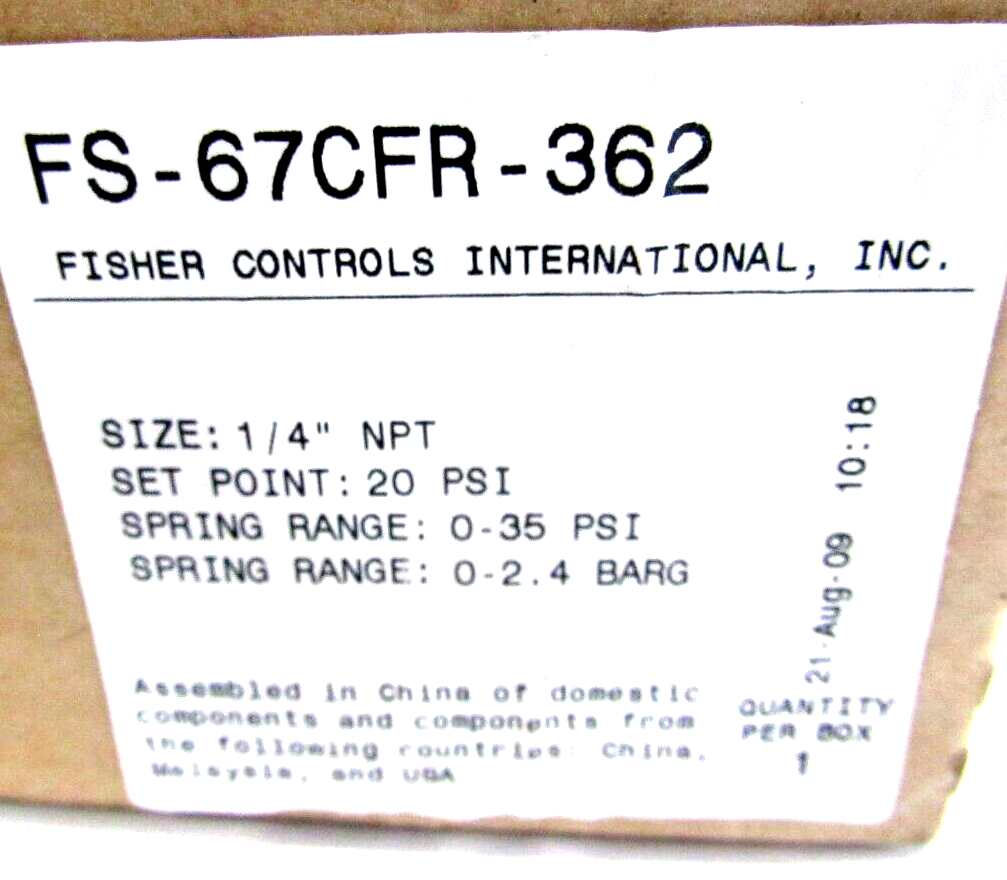 FS-67CFR-362
FISHER CONTROLS INTERNATIONAL, INC.
SIZE: 1/4" NPT
SET POINT: 20 PSI
SPRING RANGE: 0-35 PSI
SPRING RANGE: 0-2.4 BARG
21-Aug-09 10:18
Assembled in China of domestic
components and components from
the following countries: China,
Malaysia, and USA
QUANTITY
PER BOX
1